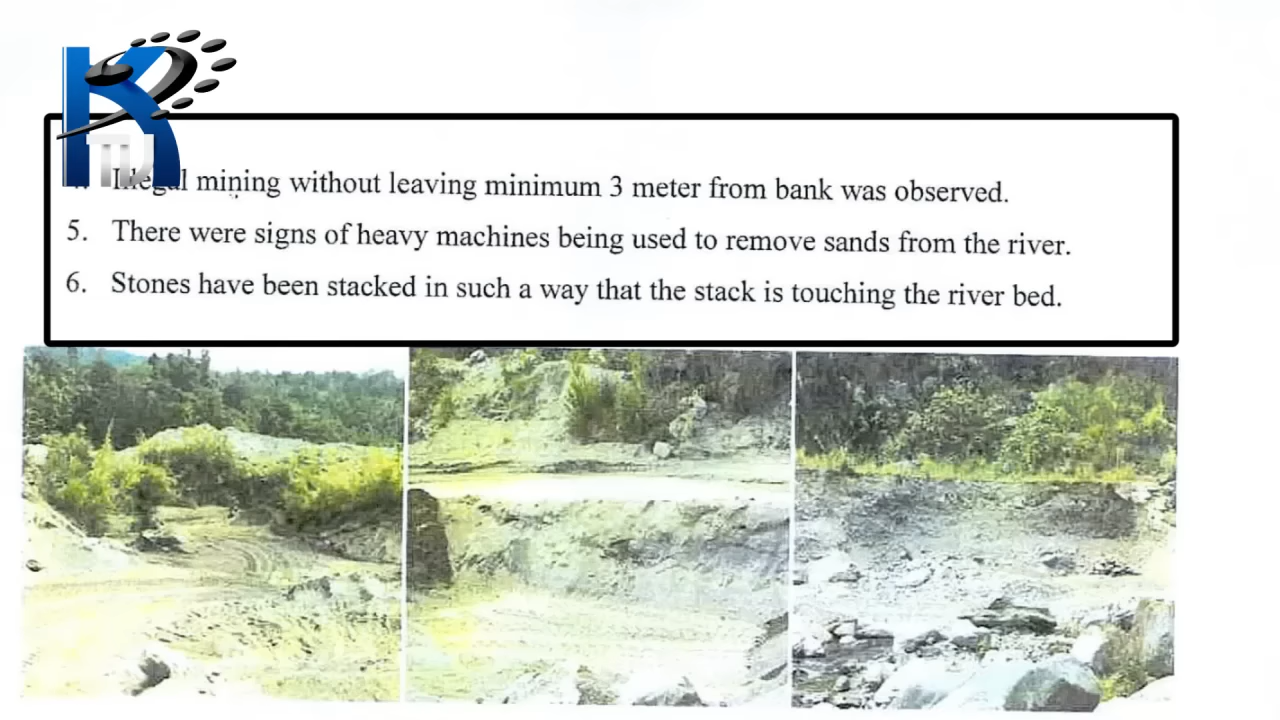 K TV
4. Illegal mining without leaving minimum 3 meter from bank was observed.
5. There were signs of heavy machines being used to remove sands from the river.
6. Stones have been stacked in such a way that the stack is touching the river bed.